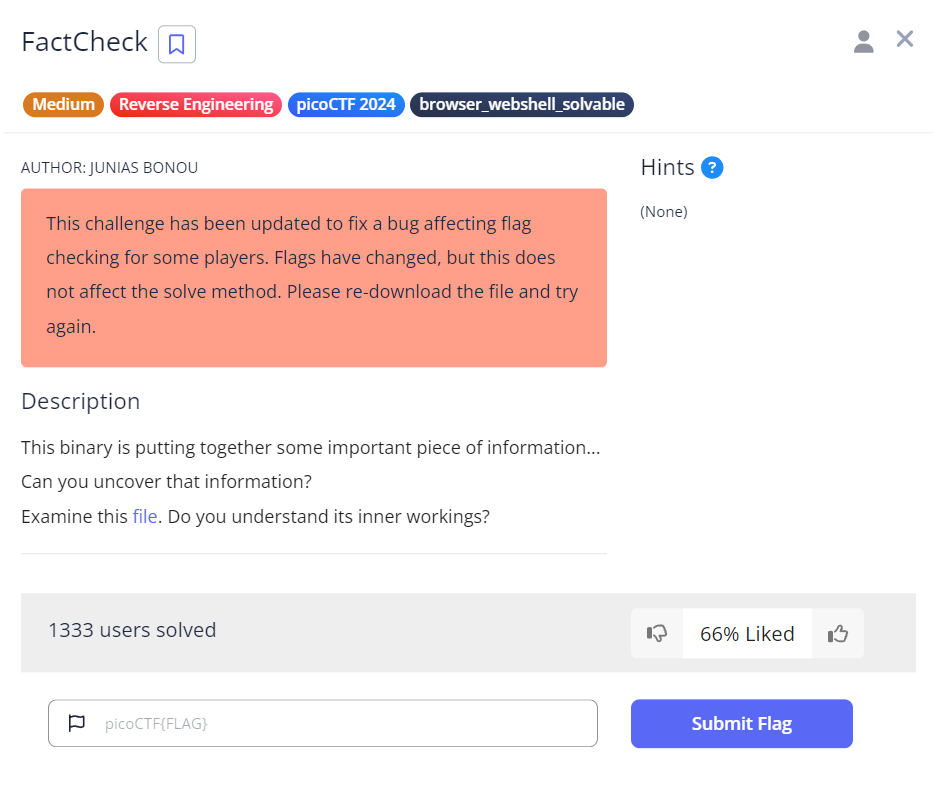 FactCheck
Medium Reverse Engineering picoCTF 2024 browser_webshell_solvable
AUTHOR: JUNIAS BONOU
This challenge has been updated to fix a bug affecting flag
checking for some players. Flags have changed, but this does
not affect the solve method. Please re-download the file and try
again.
Description
This binary is putting together some important piece of information...
Can you uncover that information?
Examine this file. Do you understand its inner workings?
Hints ?
(None)
1333 users solved
66% Liked
picoCTF{FLAG}
Submit Flag